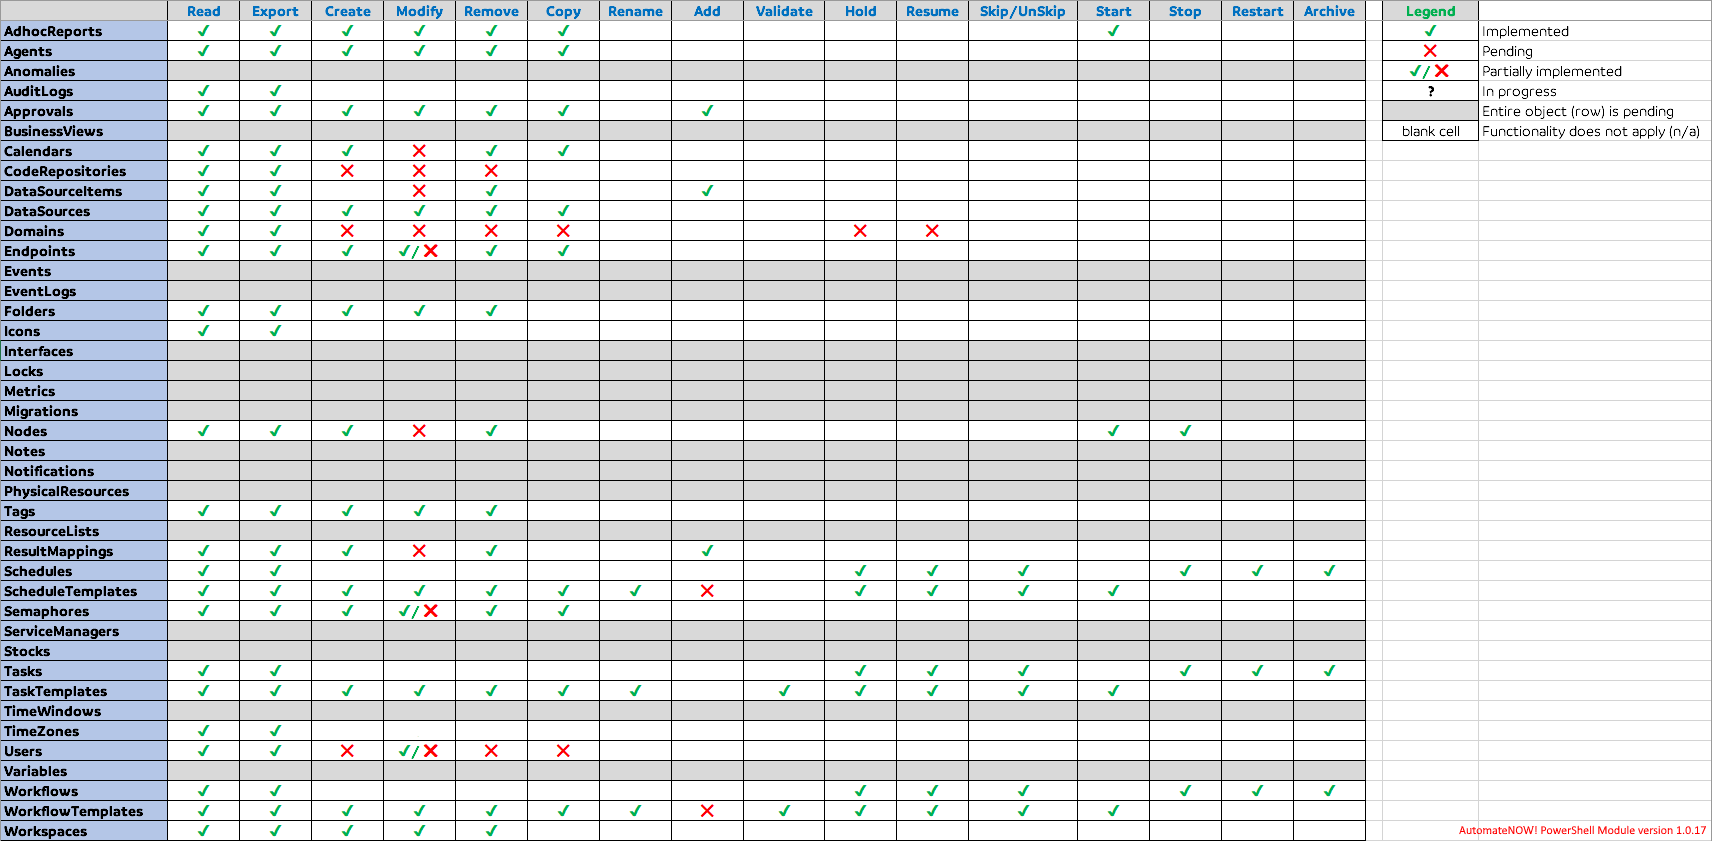 Read Export Create Modify Remove Copy Rename Add Validate Hold Resume Skip/UnSkip Start Stop Restart Archive Legend
AdhocReports ✓ ✓ ✓ ✓ ✓ ✓ ✓ ✓ Implemented
Agents ✓ ✓ ✓ ✓ ✓ ✓ ✕ Pending
Anomalies ✓/✕ Partially implemented
AuditLogs ✓ ✓ ? In progress
Approvals ✓ ✓ ✓ ✓ ✓ ✓ ✓ Entire object (row) is pending
BusinessViews blank cell Functionality does not apply (n/a)
Calendars ✓ ✓ ✓ ✕ ✓ ✓
CodeRepositories ✓ ✓ ✕ ✕ ✕
DataSourceItems ✓ ✓ ✕ ✓ ✓
DataSources ✓ ✓ ✓ ✓ ✓ ✓
Domains ✓ ✓ ✕ ✕ ✕ ✕ ✕ ✕
Endpoints ✓ ✓ ✓ ✓/✕ ✓ ✓
Events
EventLogs
Folders ✓ ✓ ✓ ✓ ✓
Icons ✓ ✓
Interfaces
Locks
Metrics
Migrations
Nodes ✓ ✓ ✓ ✕ ✓ ✓ ✓
Notes
Notifications
PhysicalResources
Tags ✓ ✓ ✓ ✓ ✓
ResourceLists
ResultMappings ✓ ✓ ✓ ✕ ✓ ✓
Schedules ✓ ✓ ✓ ✓ ✓ ✓ ✓ ✓
ScheduleTemplates ✓ ✓ ✓ ✓ ✓ ✓ ✓ ✕ ✓ ✓ ✓ ✓
Semaphores ✓ ✓ ✓ ✓/✕ ✓ ✓
ServiceManagers
Stocks
Tasks ✓ ✓ ✓ ✓ ✓ ✓ ✓ ✓
TaskTemplates ✓ ✓ ✓ ✓ ✓ ✓ ✓ ✓ ✓ ✓ ✓ ✓
TimeWindows
TimeZones ✓ ✓
Users ✓ ✓ ✕ ✓/✕ ✕ ✕
Variables
Workflows ✓ ✓ ✓ ✓ ✓ ✓ ✓ ✓
WorkflowTemplates ✓ ✓ ✓ ✓ ✓ ✓ ✓ ✕ ✓ ✓ ✓ ✓ ✓
Workspaces ✓ ✓ ✓ ✓ ✓ AutomateNOW! PowerShell Module version 1.0.17